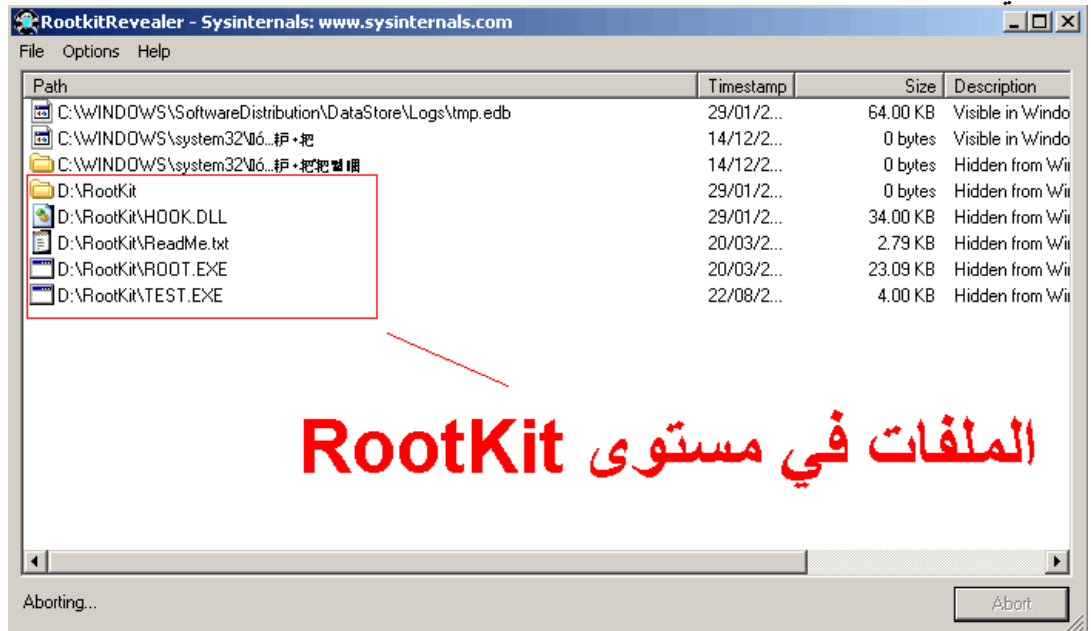 RootkitRevealer - Sysinternals: www.sysinternals.com
File Options Help
Path Timestamp Size Description
C:\WINDOWS\SoftwareDistribution\DataStore\Logs\tmp.edb 29/01/2... 64.00 KB Visible in Windo
C:\WINDOWS\system32\ 14/12/2... 0 bytes Visible in Windo
C:\WINDOWS\system32\ 14/12/2... 0 bytes Hidden from Wi
D:\RootKit 29/01/2... 0 bytes Hidden from Wi
D:\RootKit\HOOK.DLL 29/01/2... 34.00 KB Hidden from Wi
D:\RootKit\ReadMe.txt 20/03/2... 2.79 KB Hidden from Wi
D:\RootKit\ROOT.EXE 20/03/2... 23.09 KB Hidden from Wi
D:\RootKit\TEST.EXE 22/08/2... 4.00 KB Hidden from Wi
الملفات في مستوى RootKit
Aborting... Abort